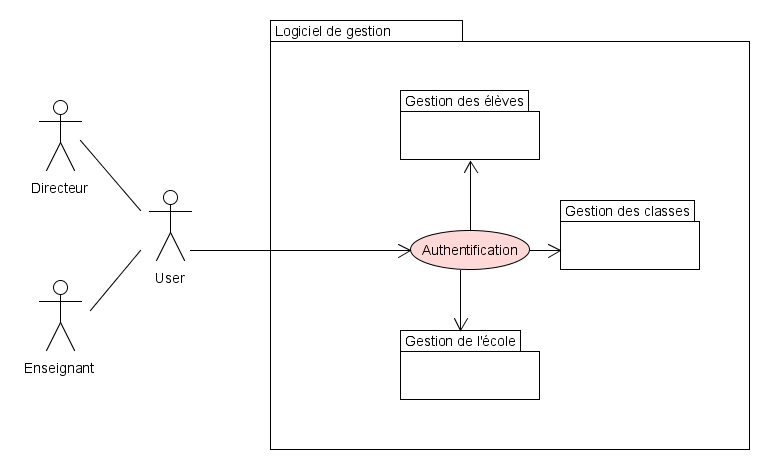 Logiciel de gestion
Gestion des élèves
Directeur
Gestion des classes
Authentification
User
Gestion de l'école
Enseignant